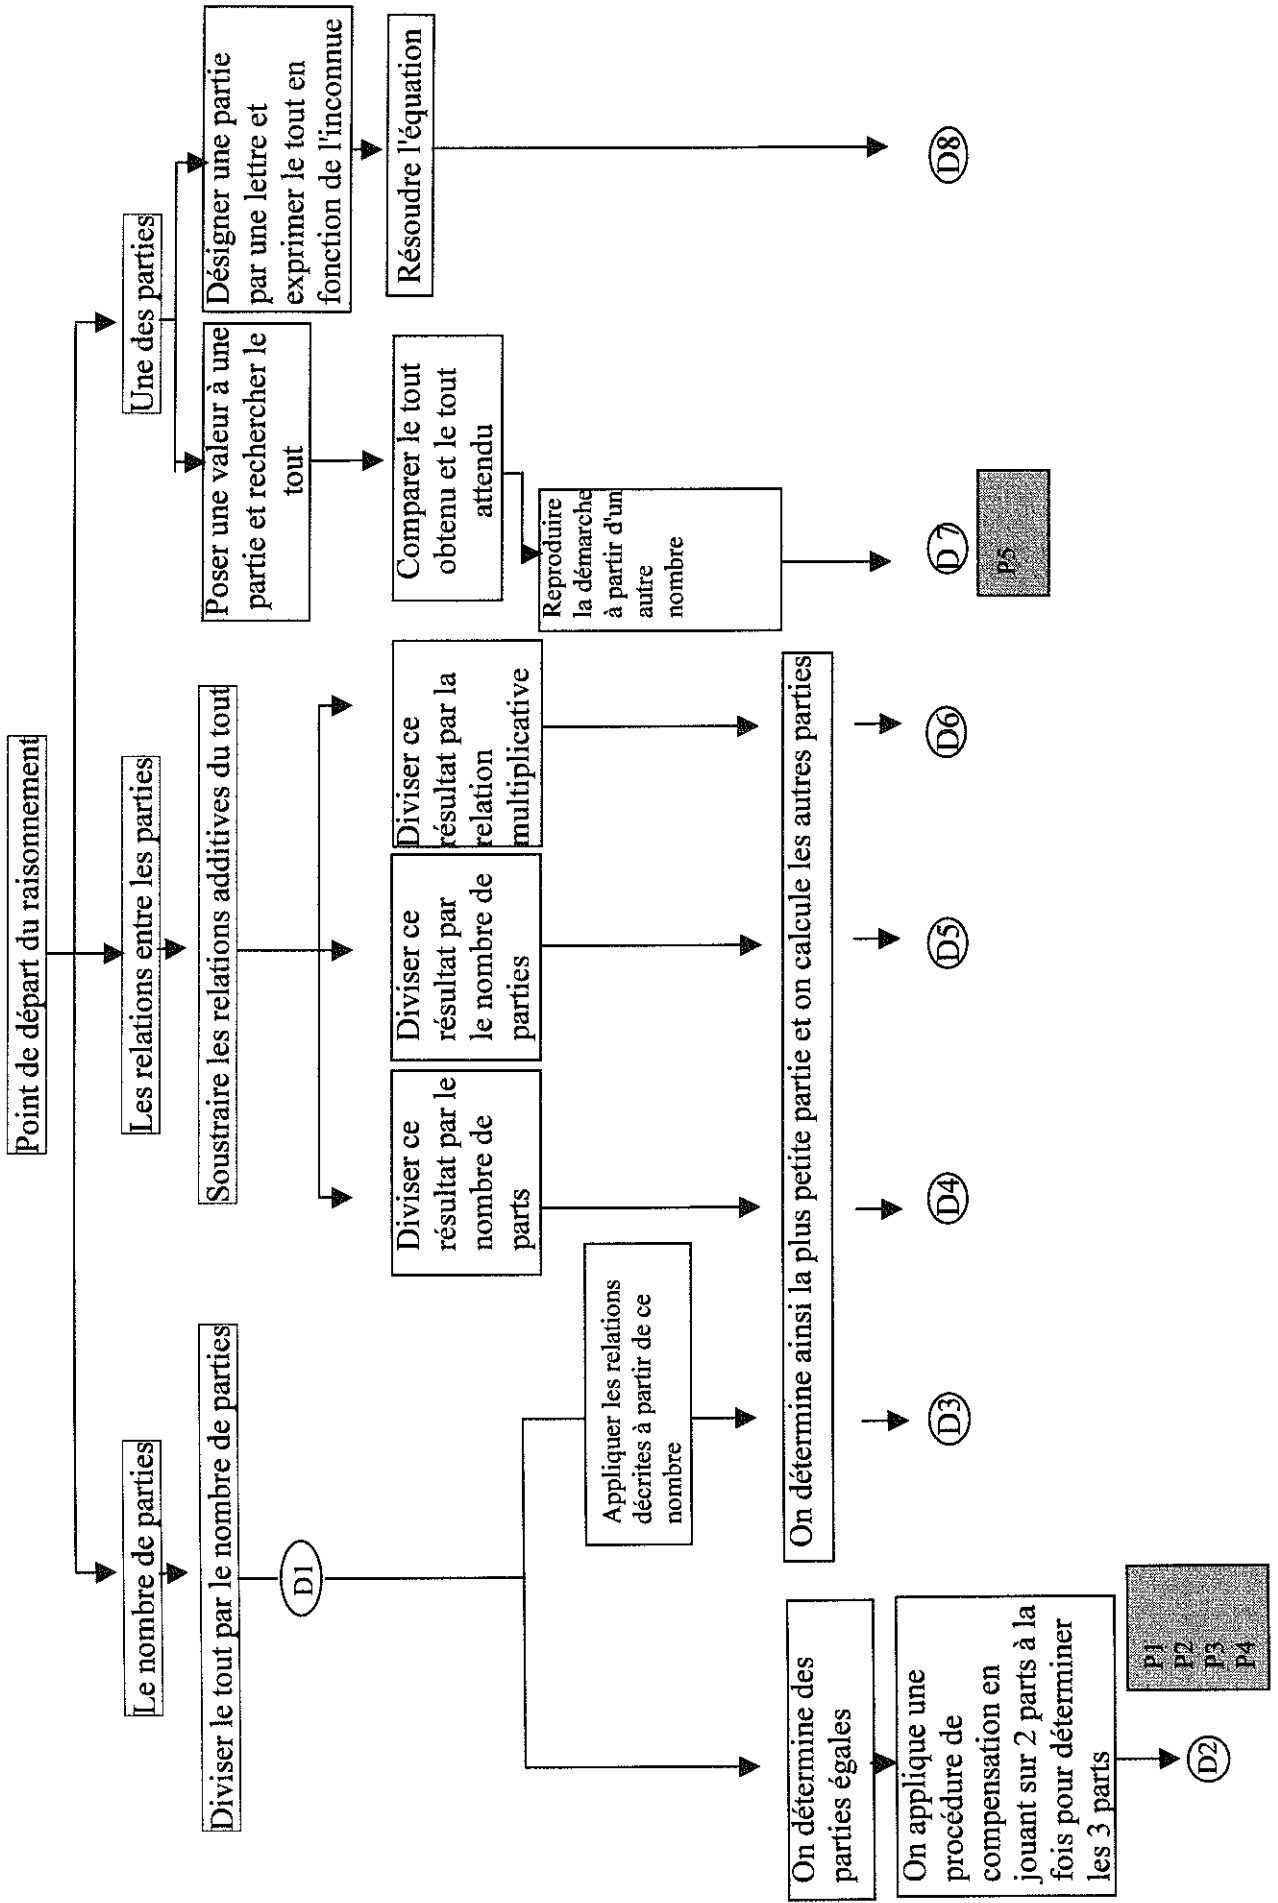 Point de départ du raisonnement
Le nombre de parties
Les relations entre les parties
Une des parties
Diviser le tout par le nombre de parties
Soustraire les relations additives du tout
Poser une valeur à une
partie et rechercher le
tout
Désigner une partie
par une lettre et
exprimer le tout en
fonction de l'inconnue
D1
Diviser ce
résultat par le
nombre de
parts
Diviser ce
résultat par
le nombre de
parties
Diviser ce
résultat par la
relation
multiplicative
Comparer le tout
obtenu et le tout
attendu
Résoudre l'équation
Appliquer les relations
décrites à partir de ce
nombre
Reproduire
la démarche
à partir d'un
autre
nombre
On détermine des
parties égales
On détermine ainsi la plus petite partie et on calcule les autres parties
On applique une
procédure de
compensation en
jouant sur 2 parts à la
fois pour déterminer
les 3 parts
D3
D4
D5
D6
D 7
D8
P5
P1
P2
P3
P4
D2